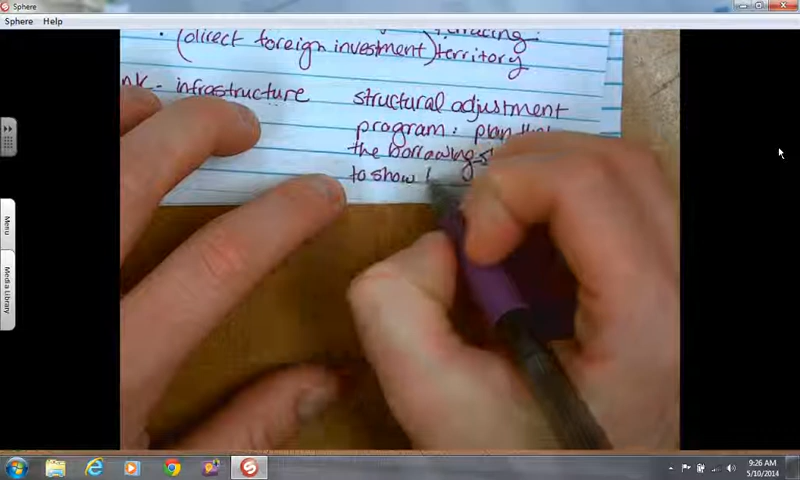 Sphere
Sphere Help
(direct foreign investment) territory
infrastructure
structural adjustment
program: plan
the borrowing
to show
Menu
Media Library
9:26 AM
5/10/2014